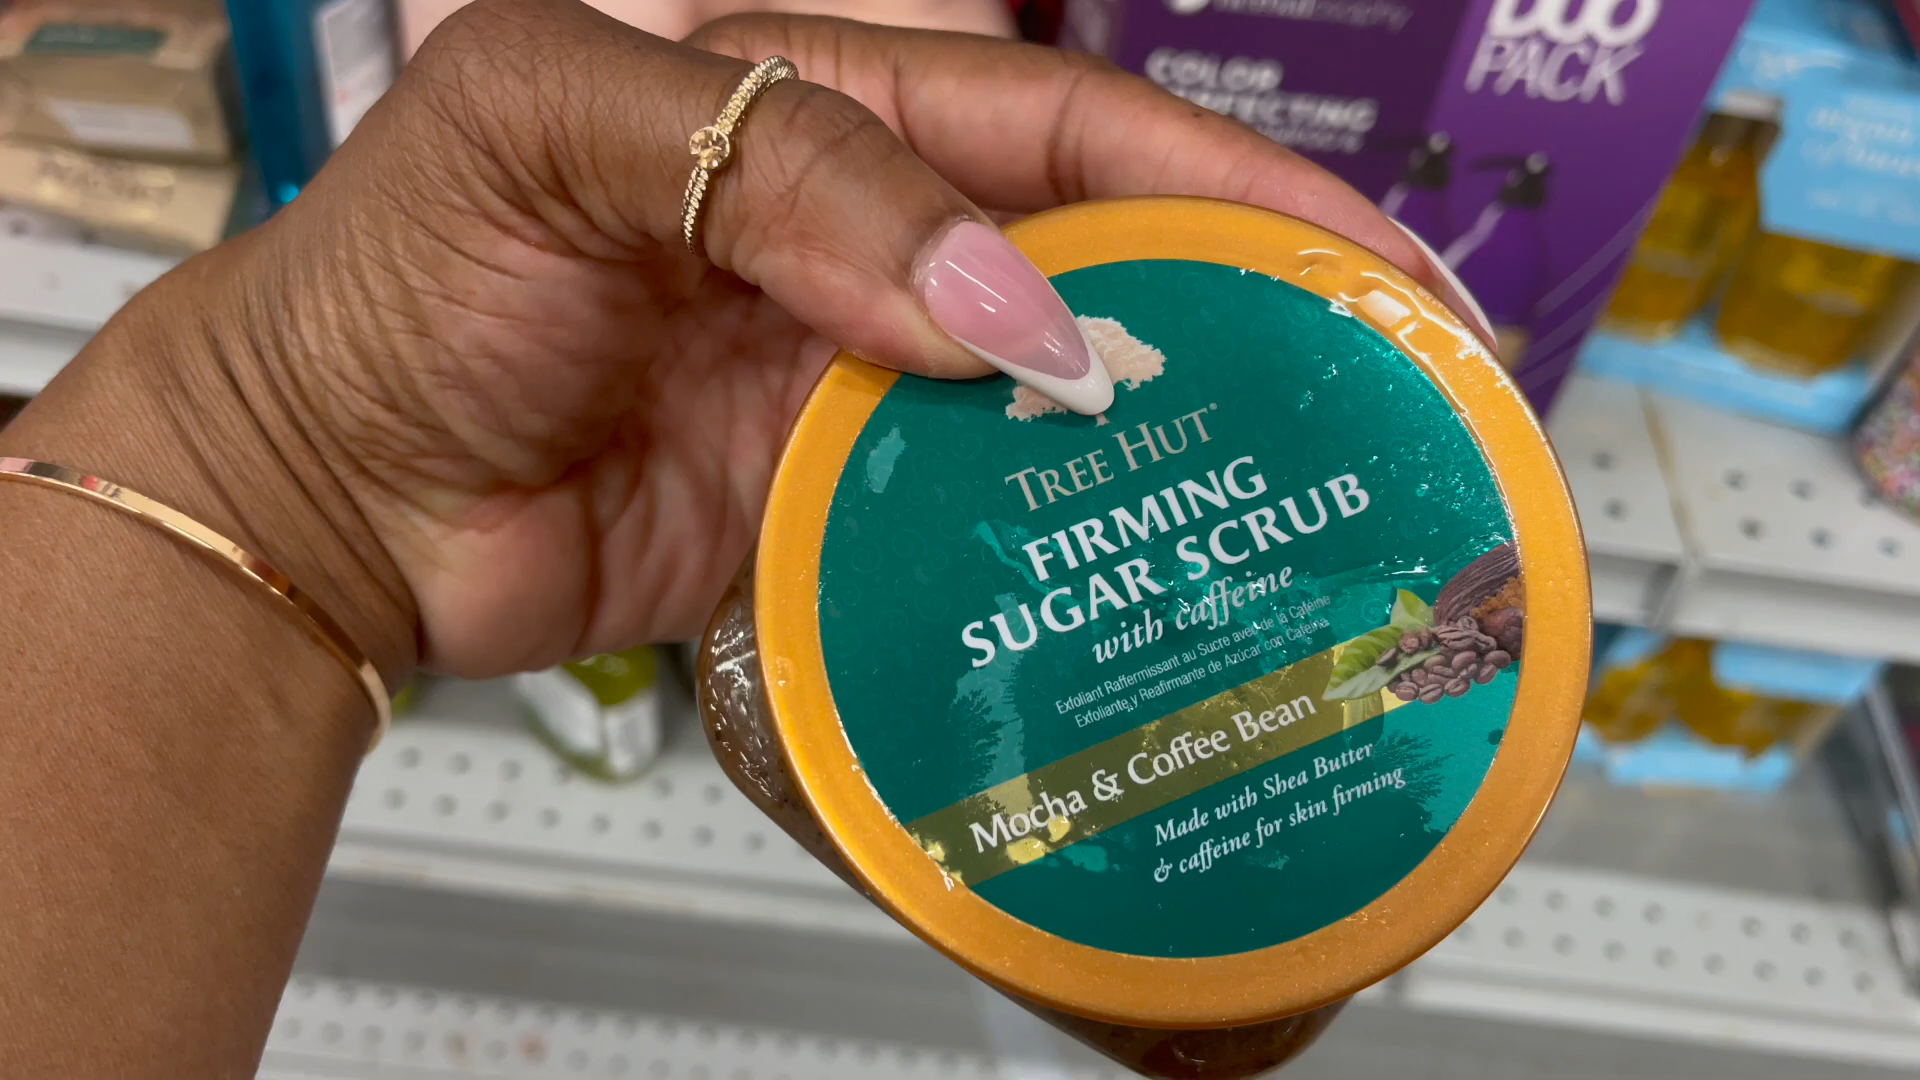 COLOR
DUO
PACK
TREE HUT®
FIRMING
SUGAR SCRUB
with caffeine
Exfoliant Raffermissant au Sucre avec de la Caféine
Exfoliante y Reafirmante de Azúcar con Cafeína
Mocha & Coffee Bean
Made with Shea Butter
& caffeine for skin firming